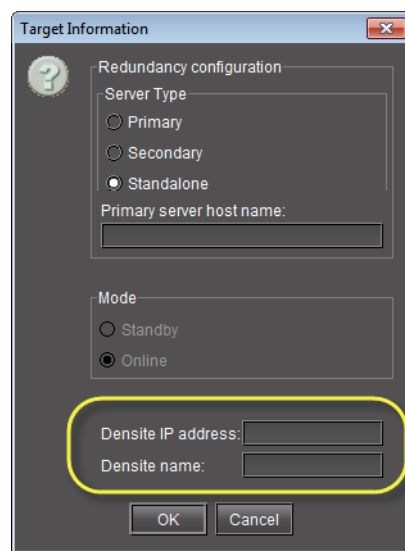 Target Information
Redundancy configuration
Server Type
Primary
Secondary
Standalone
Primary server host name:
Mode
Standby
Online
Densite IP address:
Densite name:
OK
Cancel